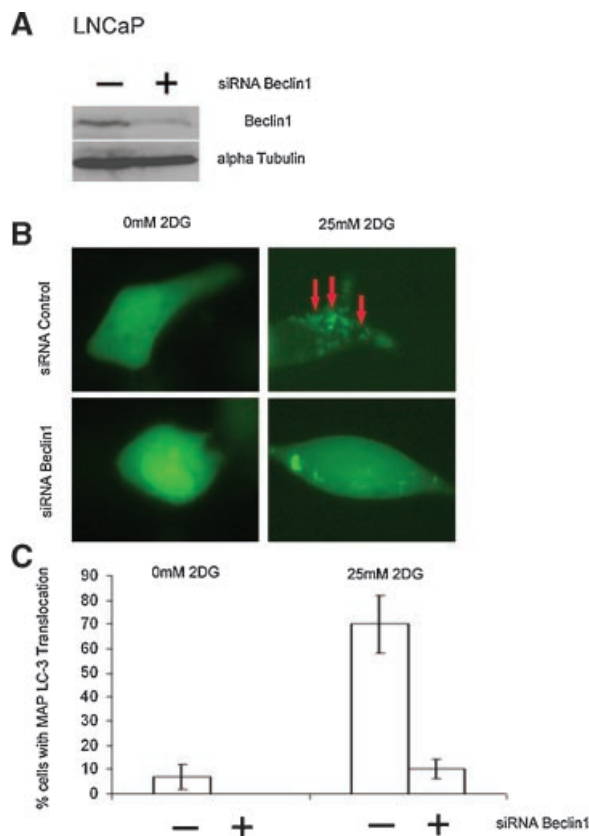 A LNCaP
— + siRNA Beclin1
Beclin1
alpha Tubulin
B 0mM 2DG 25mM 2DG
siRNA Control
siRNA Beclin1
C 0mM 2DG 25mM 2DG
% cells with MAP LC-3 Translocation
90
80
70
60
50
40
30
20
10
0
— + — + siRNA Beclin1